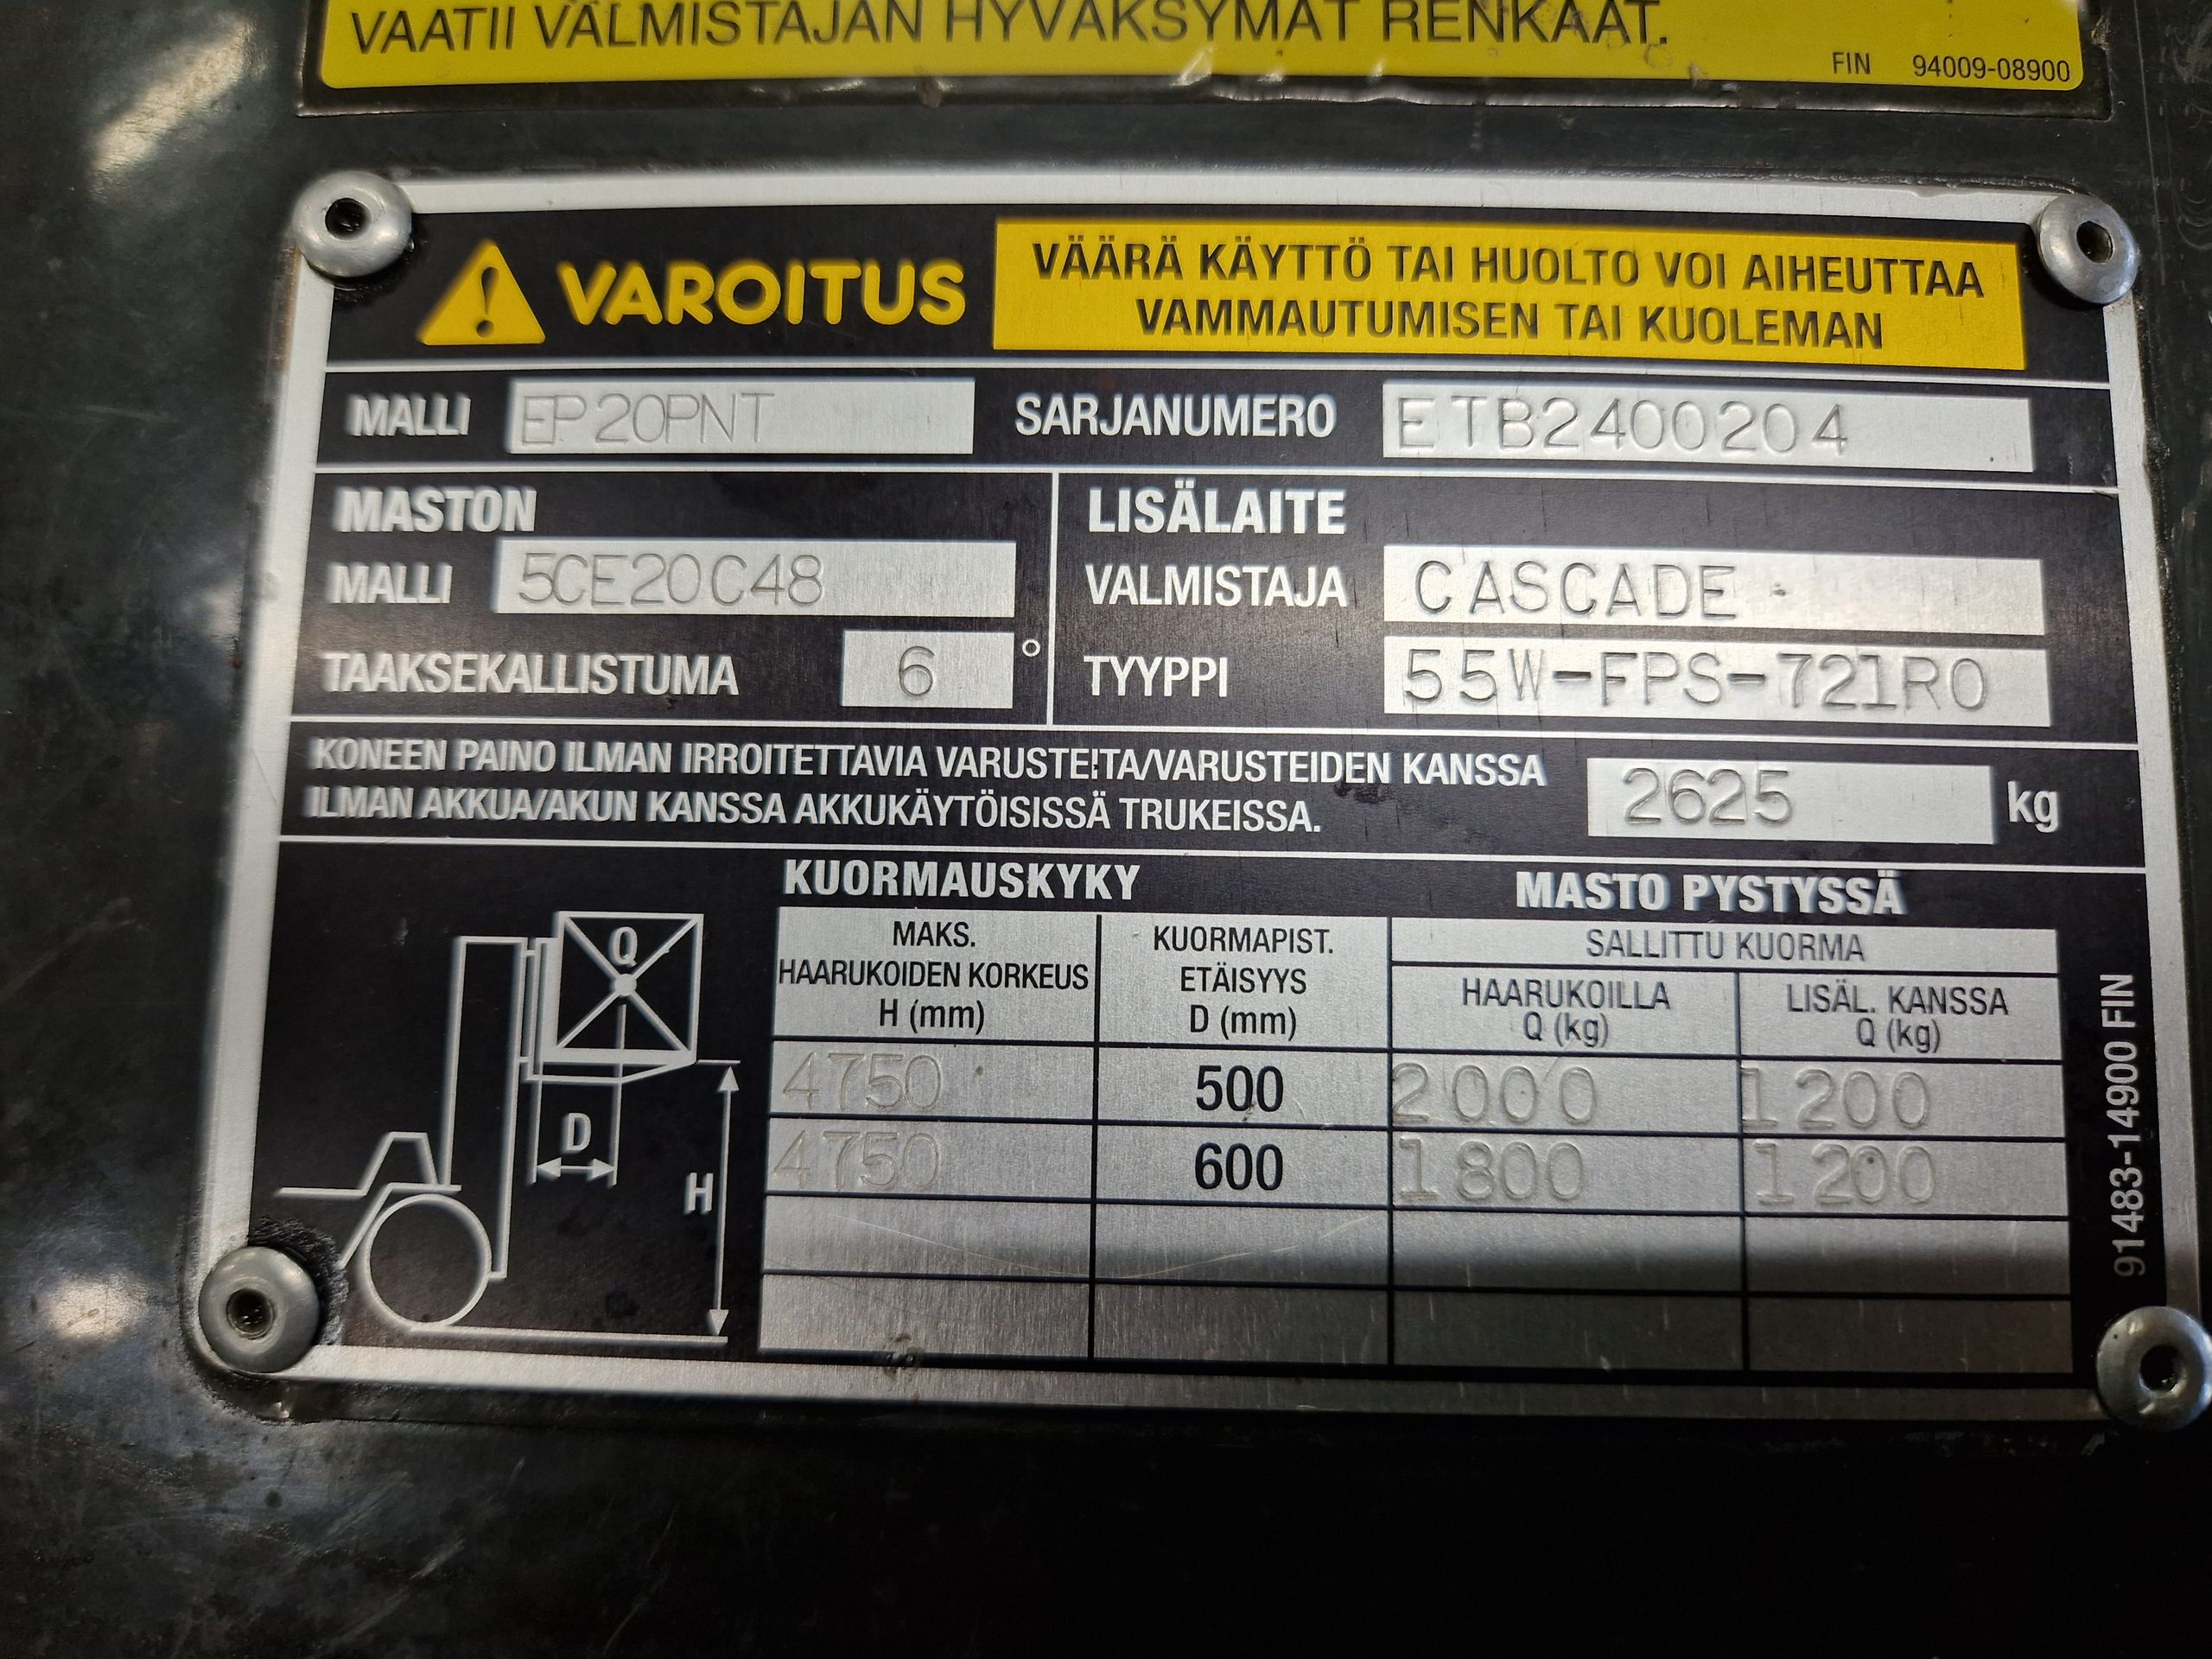 VAATII VALMISTAJAN HYVÄKSYMÄT RENKAAT.
FIN 94009-08900
VAROITUS
VÄÄRÄ KÄYTTÖ TAI HUOLTO VOI AIHEUTTAA
VAMMAUTUMISEN TAI KUOLEMAN
MALLI EP20PNT SARJANUMERO ETB2400204
MASTON
MALLI 5CE20C48
TAAKSEKALLISTUMA 6 °
LISÄLAITE
VALMISTAJA CASCADE
TYYPPI 55W-FPS-721R0
KONEEN PAINO ILMAN IRROITETTAVIA VARUSTEITA/VARUSTEIDEN KANSSA
ILMAN AKKUA/AKUN KANSSA AKKUKÄYTÖISISSÄ TRUKEISSA.
2625 kg
KUORMAUSKYKY MASTO PYSTYSSÄ
MAKS.
HAARUKOIDEN KORKEUS
H (mm)
KUORMAPIST.
ETÄISYYS
D (mm)
SALLITTU KUORMA
HAARUKOILLA
Q (kg)
LISÄL. KANSSA
Q (kg)
4750 500 2000 1200
4750 600 1800 1200
Q
D
H
91483-14900 FIN